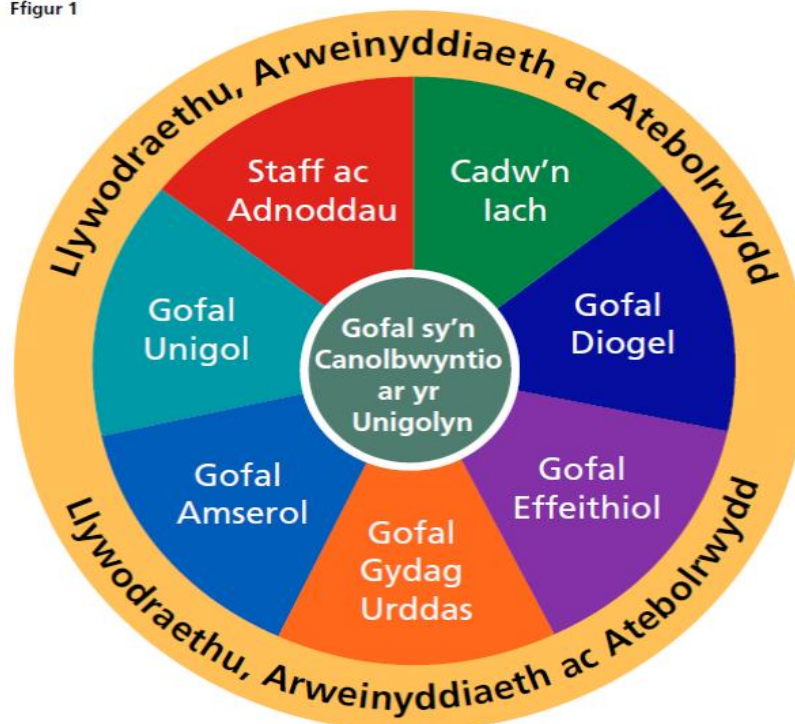 Ffigur 1
Llywodraethu, Arweinyddiaeth ac Atebolrwydd
Staff ac
Adnoddau
Cadw’n
Iach
Gofal
Unigol
Gofal
Diogel
Gofal sy’n
Canolbwyntio
ar yr
Unigolyn
Gofal
Amserol
Gofal
Effeithiol
Gofal
Gydag
Urddas
Llywodraethu, Arweinyddiaeth ac Atebolrwydd